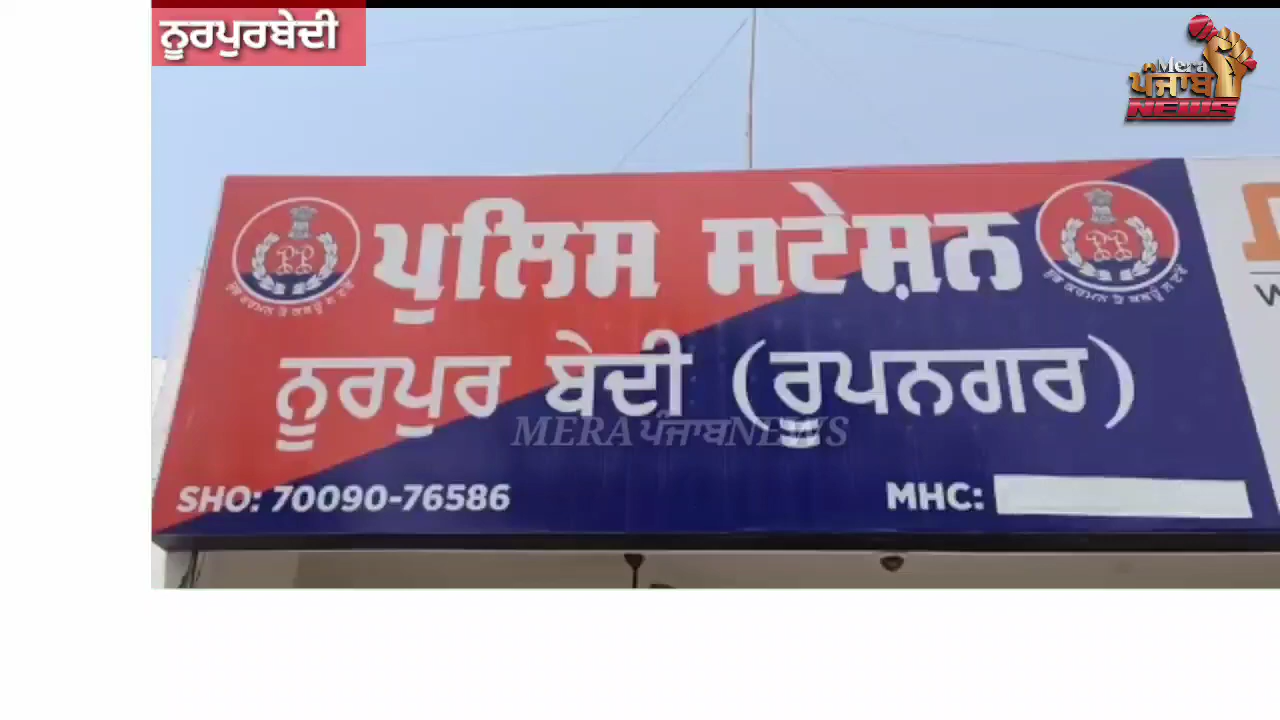 ਨੂਰਪੁਰਬੇਦੀ
Mera
ਪੰਜਾਬ
NEWS
ਪੁਲਿਸ ਸਟੇਸ਼ਨ
ਨੂਰਪੁਰ ਬੇਦੀ (ਰੂਪਨਗਰ)
MERA ਪੰਜਾਬ NEWS
SHO: 70090-76586
MHC:
W